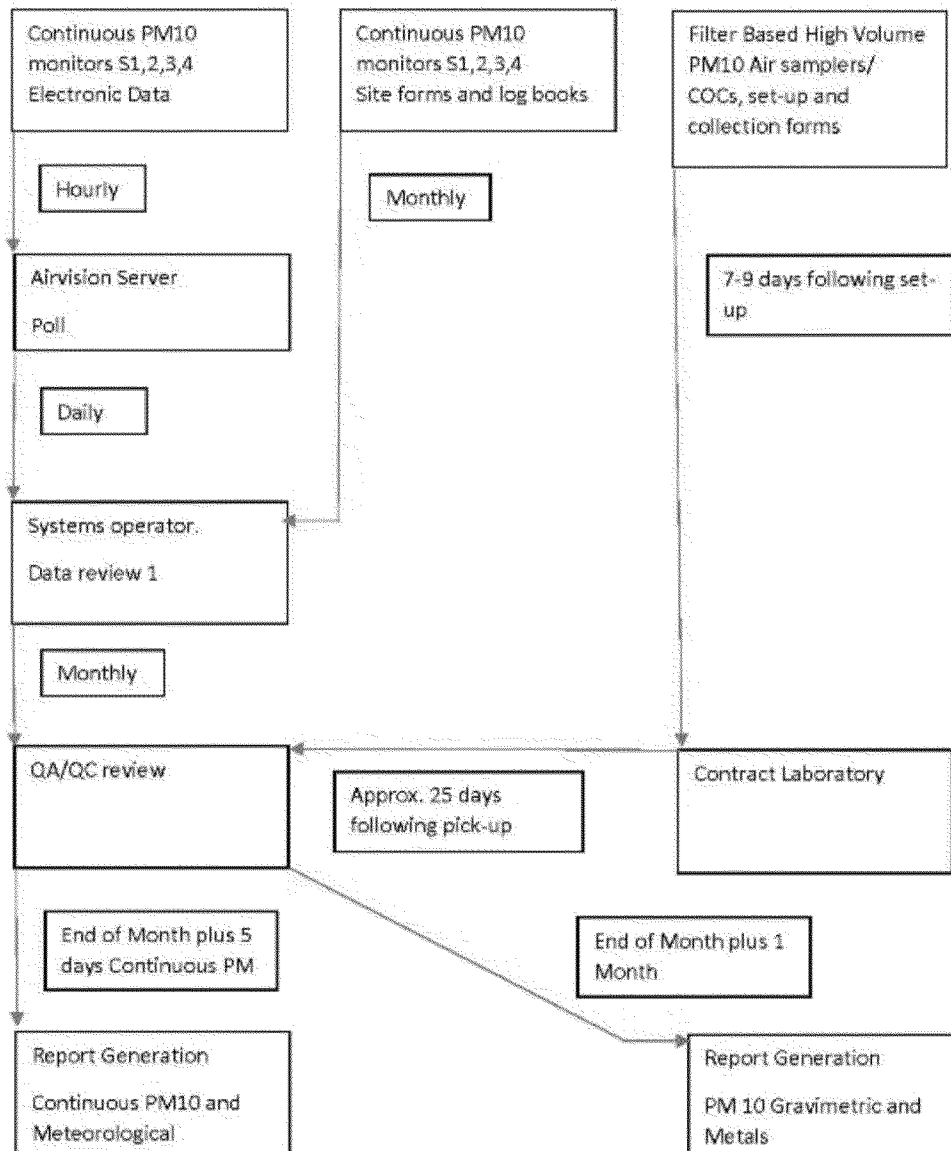 Continuous PM10
monitors S1,2,3,4
Electronic Data
Continuous PM10
monitors S1,2,3,4
Site forms and log books
Filter Based High Volume
PM10 Air samplers/
COCs, set-up and
collection forms
Hourly
Monthly
Airvision Server
Poll
7-9 days following set-
up
Daily
Systems operator.
Data review 1
Monthly
QA/QC review
Approx. 25 days
following pick-up
Contract Laboratory
End of Month plus 5
days Continuous PM
End of Month plus 1
Month
Report Generation
Continuous PM10 and
Meteorological
Report Generation
PM 10 Gravimetric and
Metals